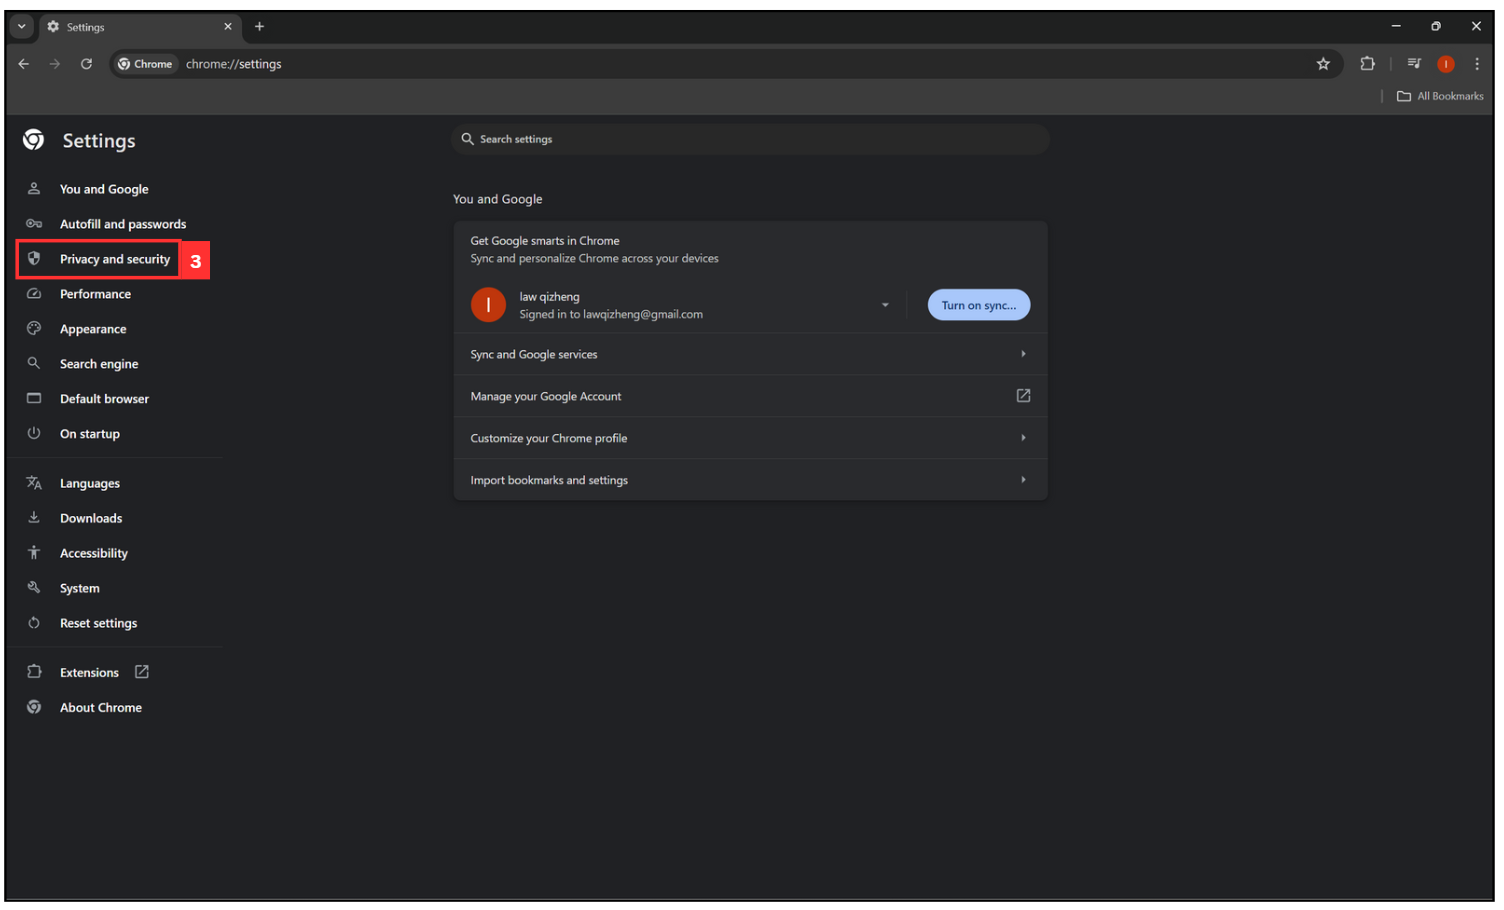 Settings
Chrome
chrome://settings
All Bookmarks
Settings
Search settings
You and Google
Autofill and passwords
Privacy and security
3
Performance
Appearance
Search engine
Default browser
On startup
Languages
Downloads
Accessibility
System
Reset settings
Extensions
About Chrome
You and Google
Get Google smarts in Chrome
Sync and personalize Chrome across your devices
l
law qizheng
Signed in to lawqizheng@gmail.com
Turn on sync...
Sync and Google services
Manage your Google Account
Customize your Chrome profile
Import bookmarks and settings